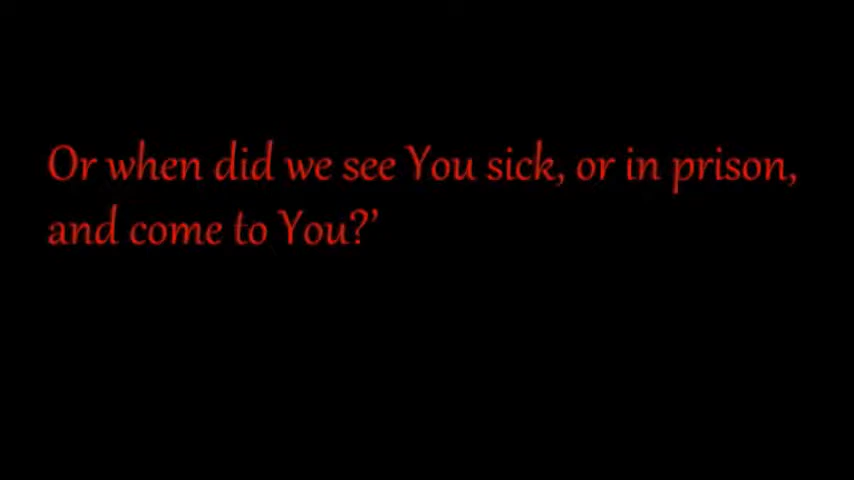 Or when did we see You sick, or in prison,
and come to You?’